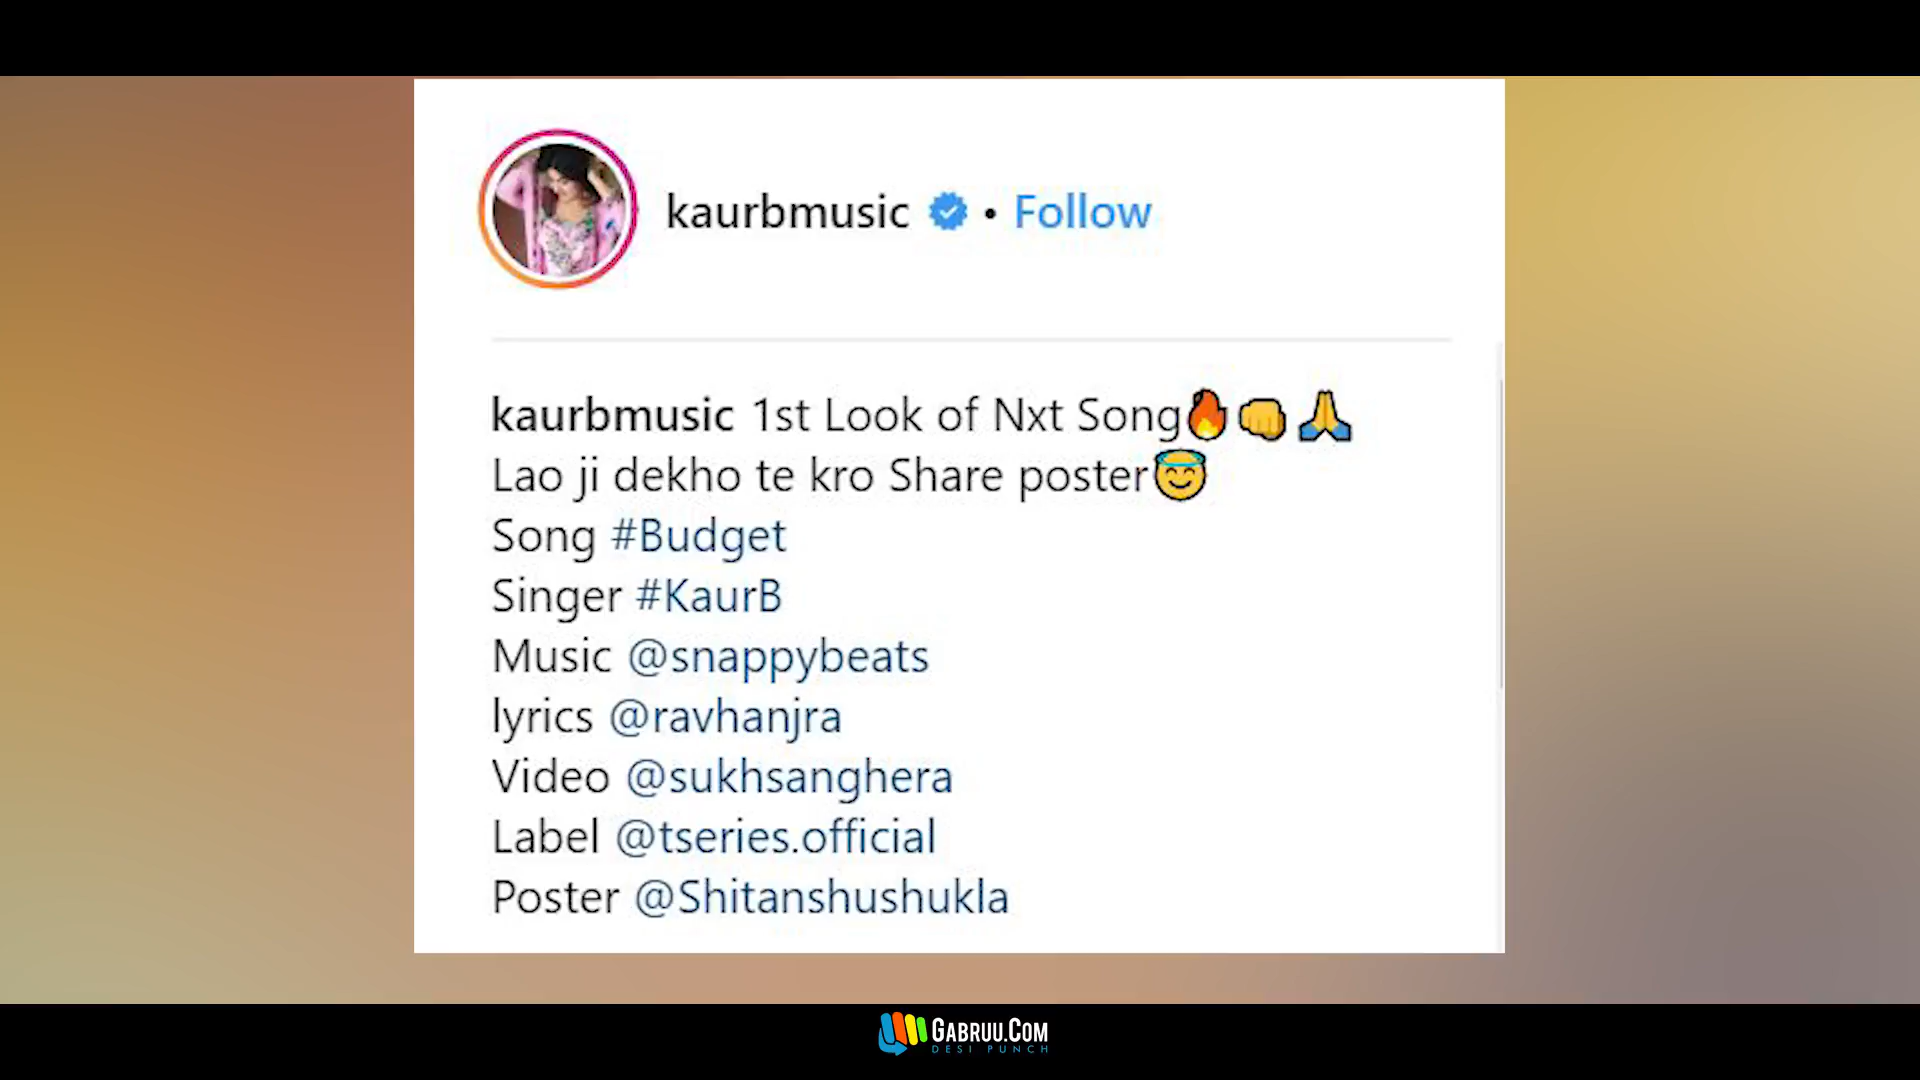 kaurbmusic • Follow
kaurbmusic 1st Look of Nxt Song🔥👊🙏
Lao ji dekho te kro Share poster😇
Song #Budget
Singer #KaurB
Music @snappybeats
lyrics @ravhanjra
Video @sukhsanghera
Label @tseries.official
Poster @Shitanshushukla
GABRUU.COM
DESI PUNCH